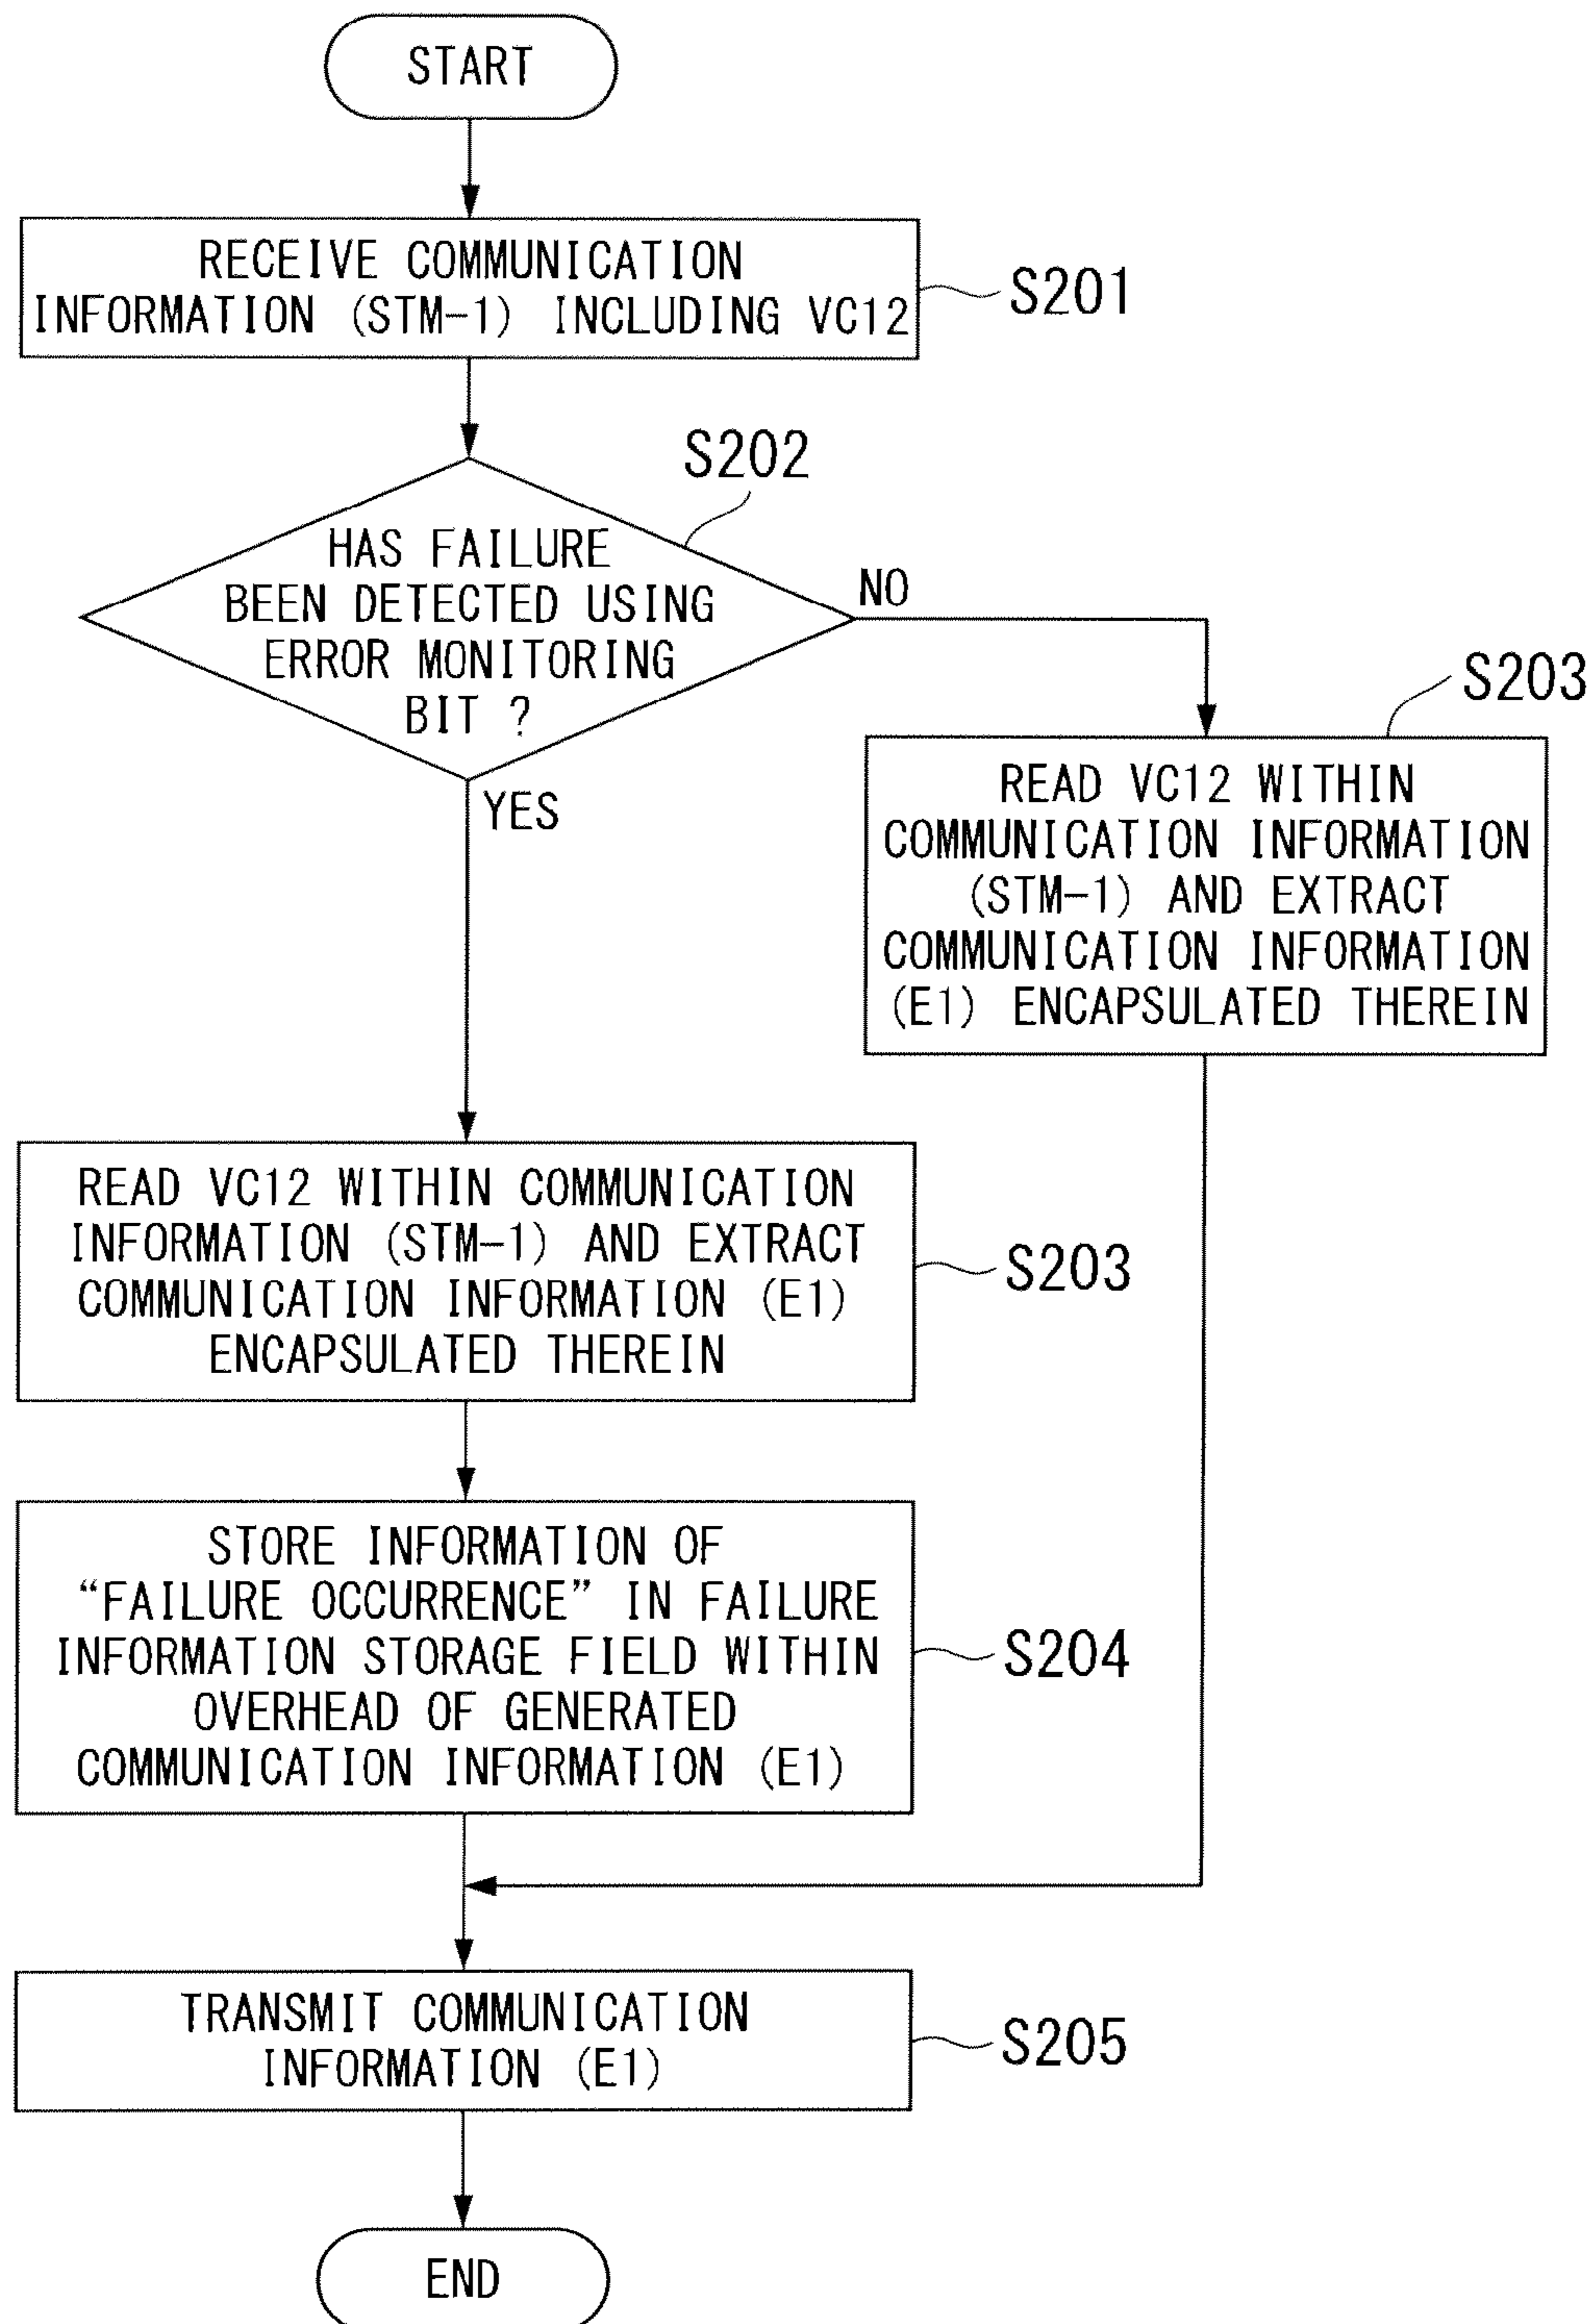 START
RECEIVE COMMUNICATION
INFORMATION (STM-1) INCLUDING VC12
S201
S202
HAS FAILURE
BEEN DETECTED USING
ERROR MONITORING
BIT ?
NO
YES
S203
READ VC12 WITHIN
COMMUNICATION INFORMATION
(STM-1) AND EXTRACT
COMMUNICATION INFORMATION
(E1) ENCAPSULATED THEREIN
READ VC12 WITHIN COMMUNICATION
INFORMATION (STM-1) AND EXTRACT
COMMUNICATION INFORMATION (E1)
ENCAPSULATED THEREIN
S203
STORE INFORMATION OF
“FAILURE OCCURRENCE” IN FAILURE
INFORMATION STORAGE FIELD WITHIN
OVERHEAD OF GENERATED
COMMUNICATION INFORMATION (E1)
S204
TRANSMIT COMMUNICATION
INFORMATION (E1)
S205
END